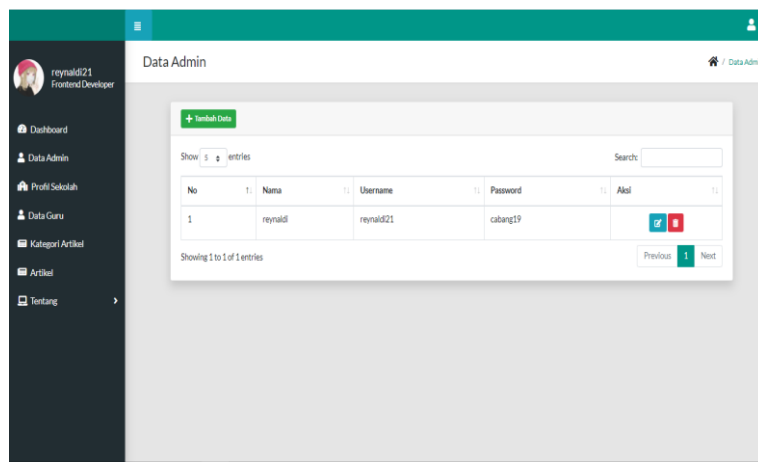 reynaldi21
Frontend Developer
Dashboard
Data Admin
Profil Sekolah
Data Guru
Kategori Artikel
Artikel
Tentang
Data Admin
/ Data Adm
Tambah Data
Show 5 entries
Search:
No Nama Username Password Aksi
1 reynaldi reynaldi21 cabang19
Showing 1 to 1 of 1 entries
Previous 1 Next